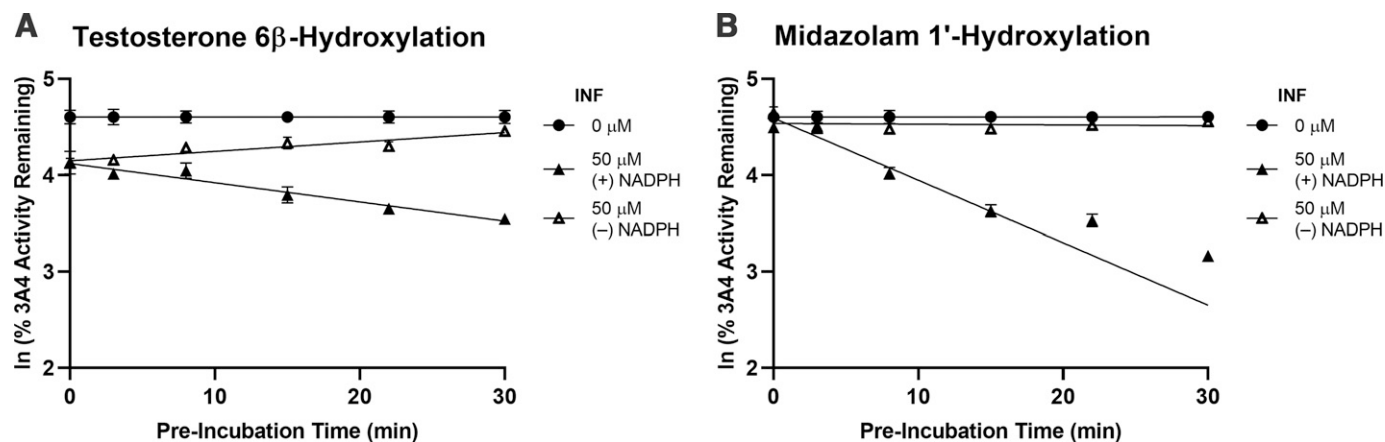 A Testosterone 6β-Hydroxylation
ln (% 3A4 Activity Remaining)
5
4
3
2
0 10 20 30
Pre-Incubation Time (min)
INF
0 μM
50 μM
(+) NADPH
50 μM
(–) NADPH
B Midazolam 1'-Hydroxylation
ln (% 3A4 Activity Remaining)
5
4
3
2
0 10 20 30
Pre-Incubation Time (min)
INF
0 μM
50 μM
(+) NADPH
50 μM
(–) NADPH